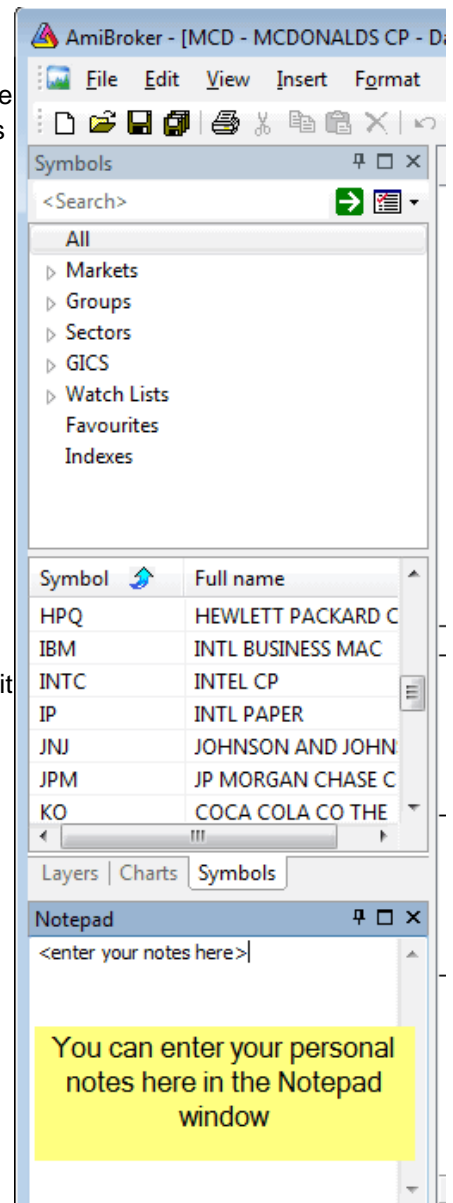 AmiBroker - [MCD - MCDONALDS CP - Da
File Edit View Insert Format
e
s
Symbols
<Search>
All
Markets
Groups
Sectors
GICS
Watch Lists
Favourites
Indexes
Symbol Full name
HPQ HEWLETT PACKARD C
IBM INTL BUSINESS MAC
it
INTC INTEL CP
IP INTL PAPER
JNJ JOHNSON AND JOHN
JPM JP MORGAN CHASE C
KO COCA COLA CO THE
Layers | Charts Symbols
Notepad
<enter your notes here>
You can enter your personal
notes here in the Notepad
window